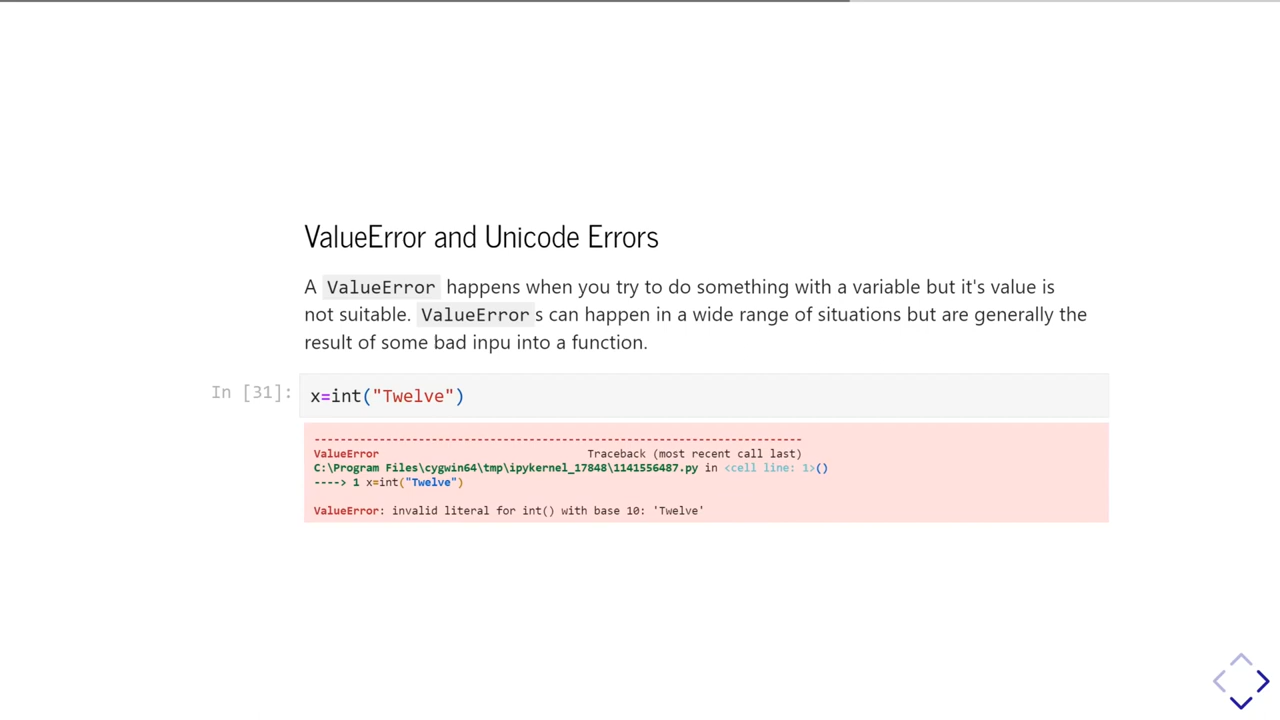 ValueError and Unicode Errors
A ValueError happens when you try to do something with a variable but it's value is
not suitable. ValueError s can happen in a wide range of situations but are generally the
result of some bad inpu into a function.
In [31]: x=int("Twelve")
---------------------------------------------------------------------------
ValueError Traceback (most recent call last)
C:\Program Files\cygwin64\tmp\ipykernel_17848\1141556487.py in <cell line: 1>()
----> 1 x=int("Twelve")
ValueError: invalid literal for int() with base 10: 'Twelve'